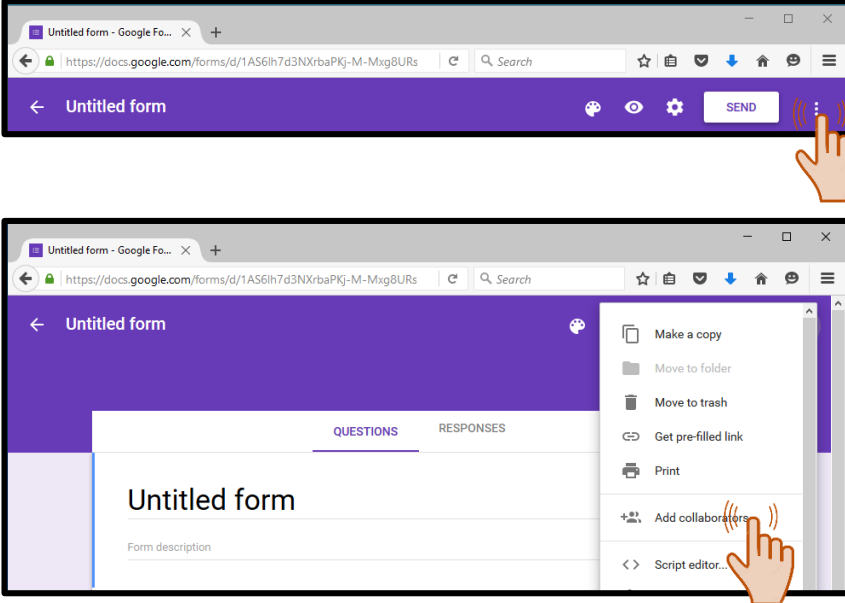 Untitled form - Google Fo...
https://docs.google.com/forms/d/1AS6lh7d3NXrbaPKj-M-Mxg8URs
Search
Untitled form
SEND
Untitled form - Google Fo...
https://docs.google.com/forms/d/1AS6lh7d3NXrbaPKj-M-Mxg8URs
Search
Untitled form
Make a copy
Move to folder
Move to trash
QUESTIONS
RESPONSES
Get pre-filled link
Print
Untitled form
Add collaborators
Form description
Script editor...